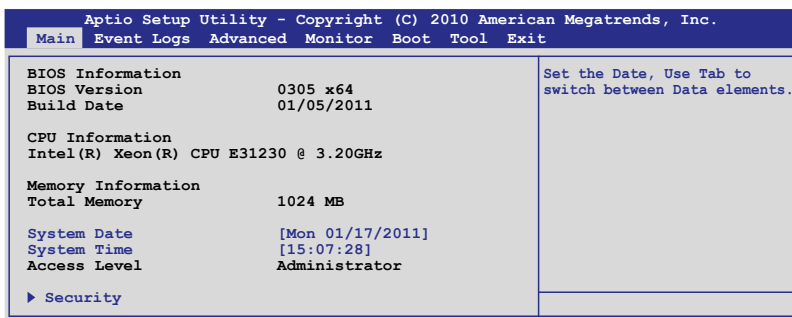 Aptio Setup Utility - Copyright (C) 2010 American Megatrends, Inc.
Main Event Logs Advanced Monitor Boot Tool Exit
BIOS Information
BIOS Version 0305 x64
Build Date 01/05/2011
CPU Information
Intel(R) Xeon(R) CPU E31230 @ 3.20GHz
Memory Information
Total Memory 1024 MB
System Date [Mon 01/17/2011]
System Time [15:07:28]
Access Level Administrator
Security
Set the Date, Use Tab to
switch between Data elements.